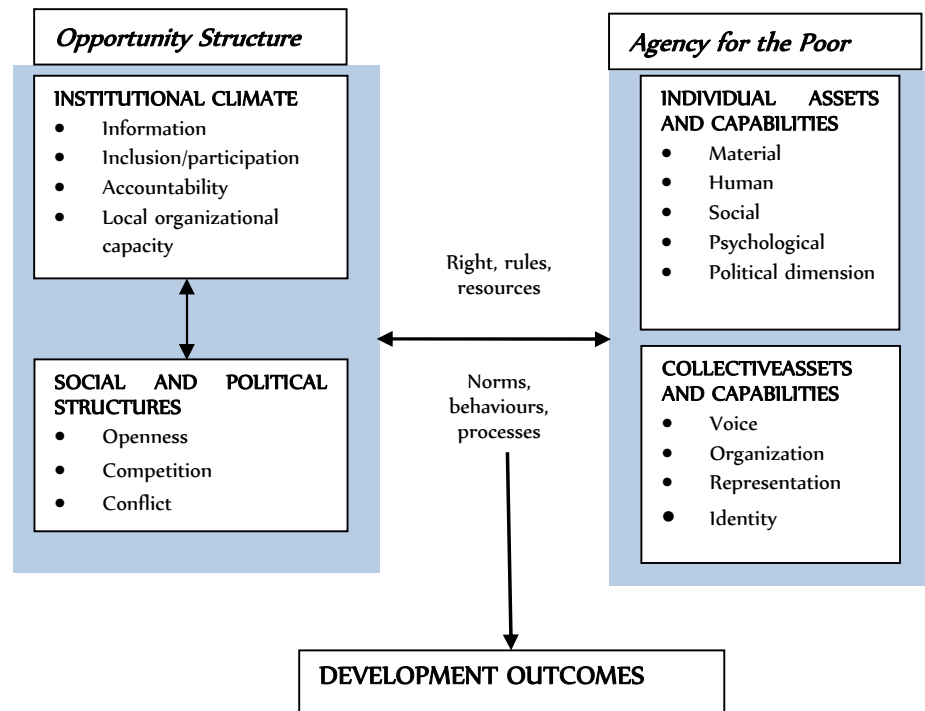 Opportunity Structure
INSTITUTIONAL CLIMATE
• Information
• Inclusion/participation
• Accountability
• Local organizational
capacity
SOCIAL AND POLITICAL
STRUCTURES
• Openness
• Competition
• Conflict
Right, rules,
resources
Norms,
behaviours,
processes
Agency for the Poor
INDIVIDUAL ASSETS
AND CAPABILITIES
• Material
• Human
• Social
• Psychological
• Political dimension
COLLECTIVEASSETS
AND CAPABILITIES
• Voice
• Organization
• Representation
• Identity
DEVELOPMENT OUTCOMES